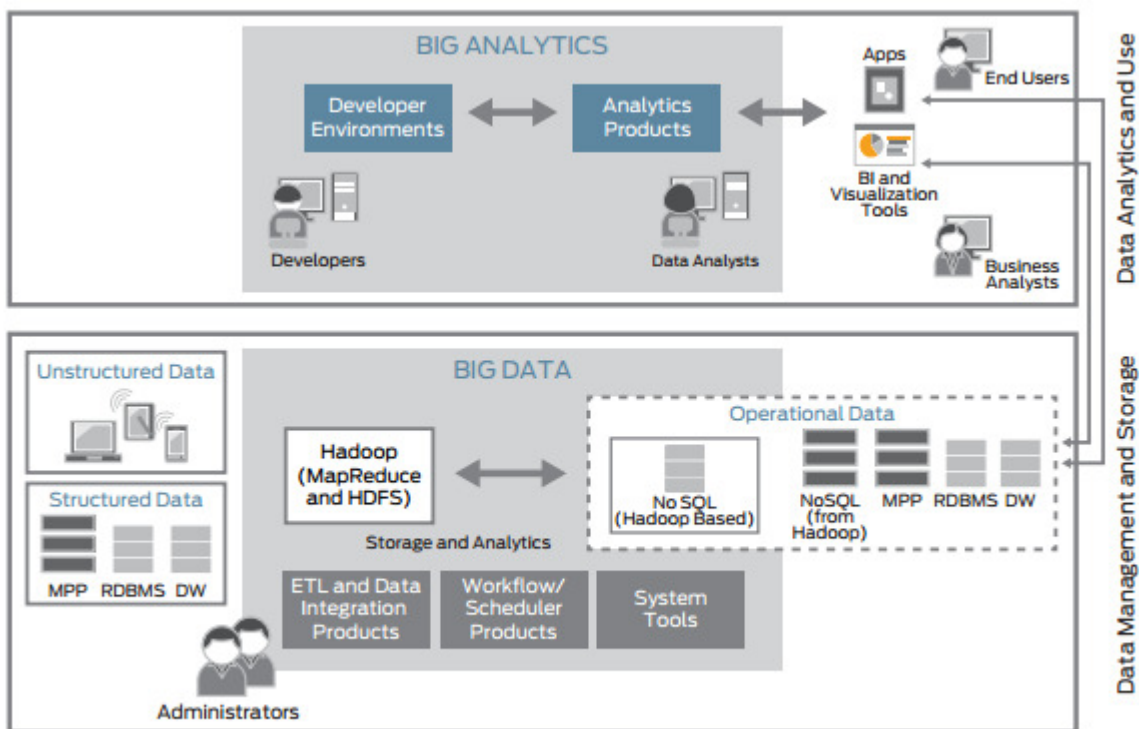 BIG ANALYTICS
Developer
Environments
Analytics
Products
Developers
Data Analysts
Apps
End Users
BI and
Visualization
Tools
Business
Analysts
Data Analytics and Use
Unstructured Data
Structured Data
MPP
RDBMS
DW
BIG DATA
Hadoop
(MapReduce
and HDFS)
Storage and Analytics
Operational Data
No SQL
(Hadoop Based)
NoSQL
(from
Hadoop)
MPP
RDBMS
DW
ETL and Data
Integration
Products
Workflow/
Scheduler
Products
System
Tools
Administrators
Data Management and Storage